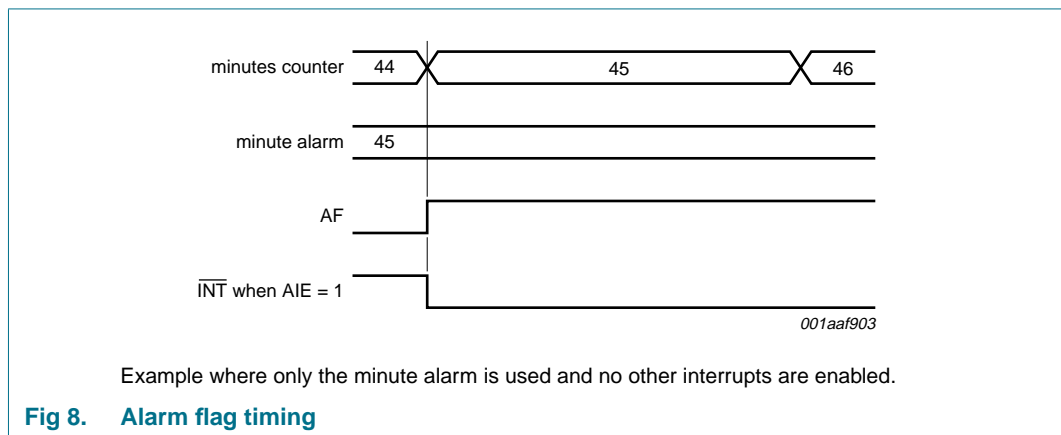 minutes counter 44 45 46
minute alarm 45
AF
INT when AIE = 1
001aaf903
Example where only the minute alarm is used and no other interrupts are enabled.
Fig 8. Alarm flag timing